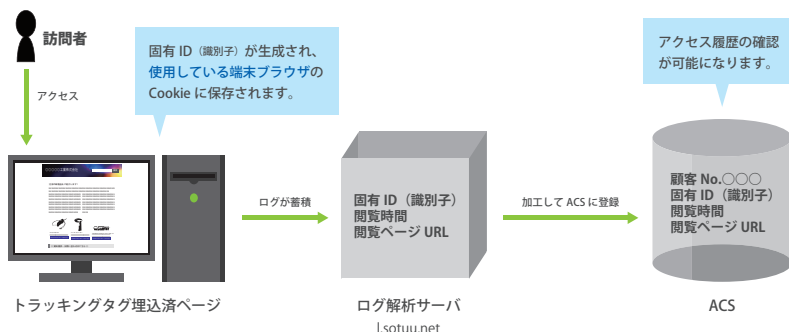 訪問者
アクセス
固有 ID（識別子）が生成され、
使用している端末ブラウザの
Cookie に保存されます。
アクセス履歴の確認
が可能になります。
ログが蓄積
固有 ID（識別子）
閲覧時間
閲覧ページ URL
加工して ACS に登録
顧客 No.○○○
固有 ID（識別子）
閲覧時間
閲覧ページ URL
トラッキングタグ埋込済ページ
ログ解析サーバ
l.sotuu.net
ACS